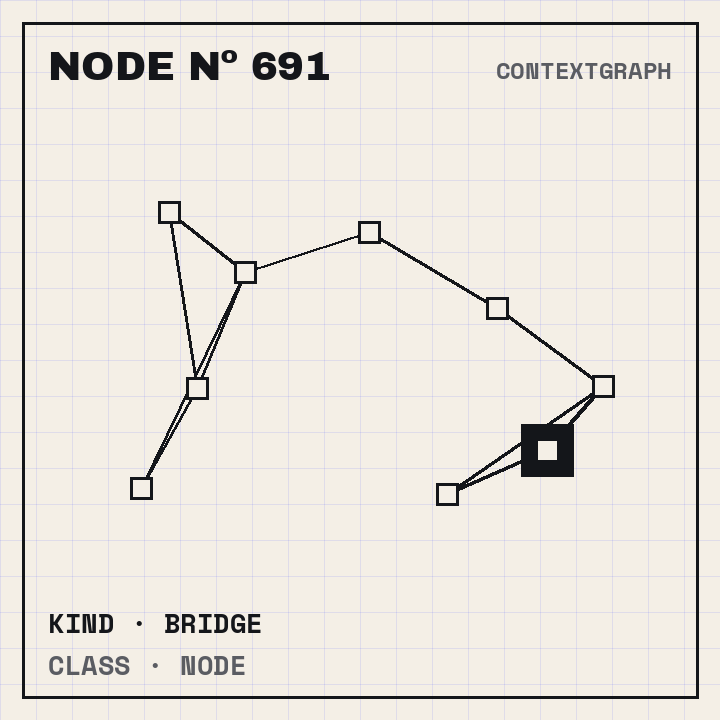 NODE Nº 691
CONTEXTGRAPH
KIND · BRIDGE
CLASS · NODE